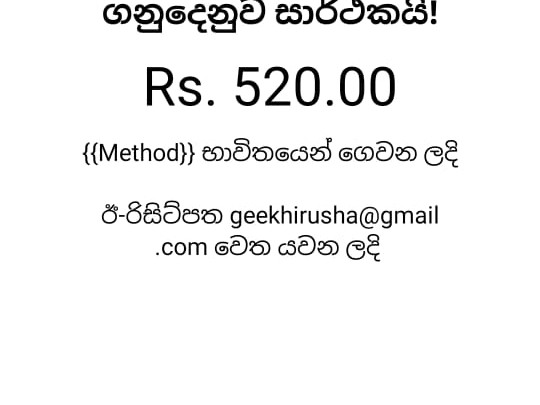 ගනුදෙනුව සාර්ථකයි!
Rs. 520.00
{{Method}} භාවිතයෙන් ගෙවන ලදි
ඊ-රිසිට්පත geekhirusha@gmail
.com වෙත යවන ලදි